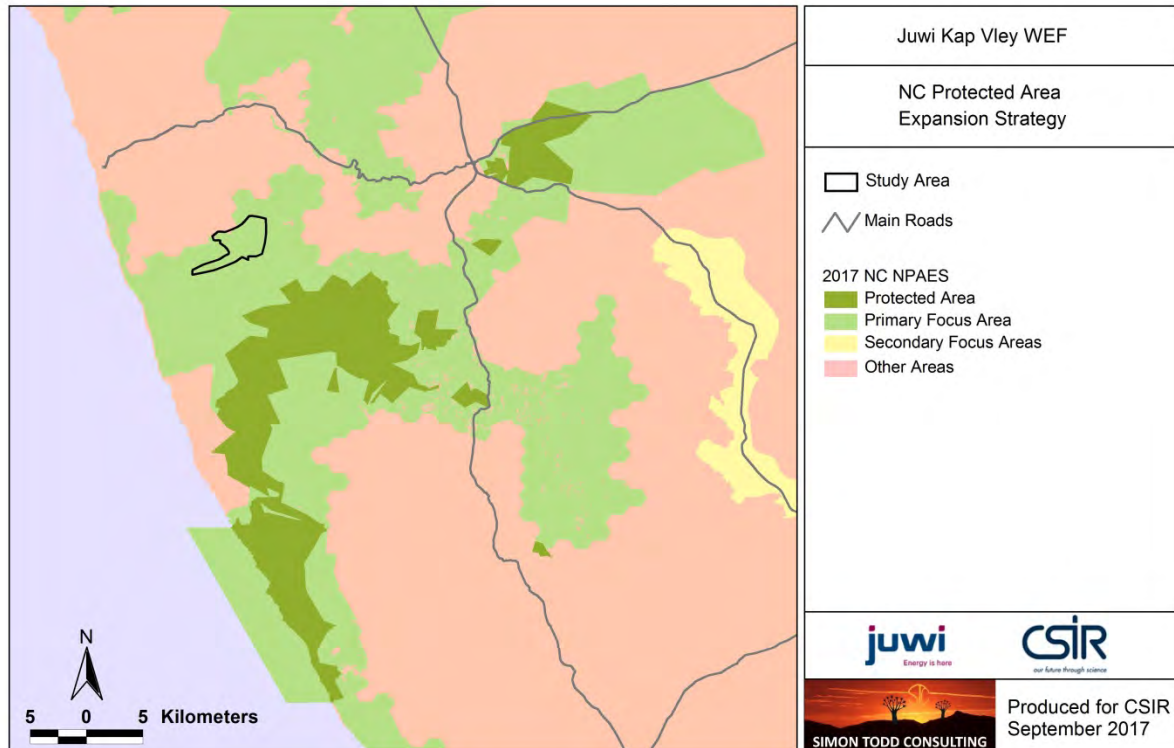 Juwi Kap Vley WEF
NC Protected Area
Expansion Strategy
Study Area
Main Roads
2017 NC NPAES
Protected Area
Primary Focus Area
Secondary Focus Areas
Other Areas
N
5 0 5 Kilometers
juwi
Energy is here
CSIR
our future through science
SIMON TODD CONSULTING
Produced for CSIR
September 2017